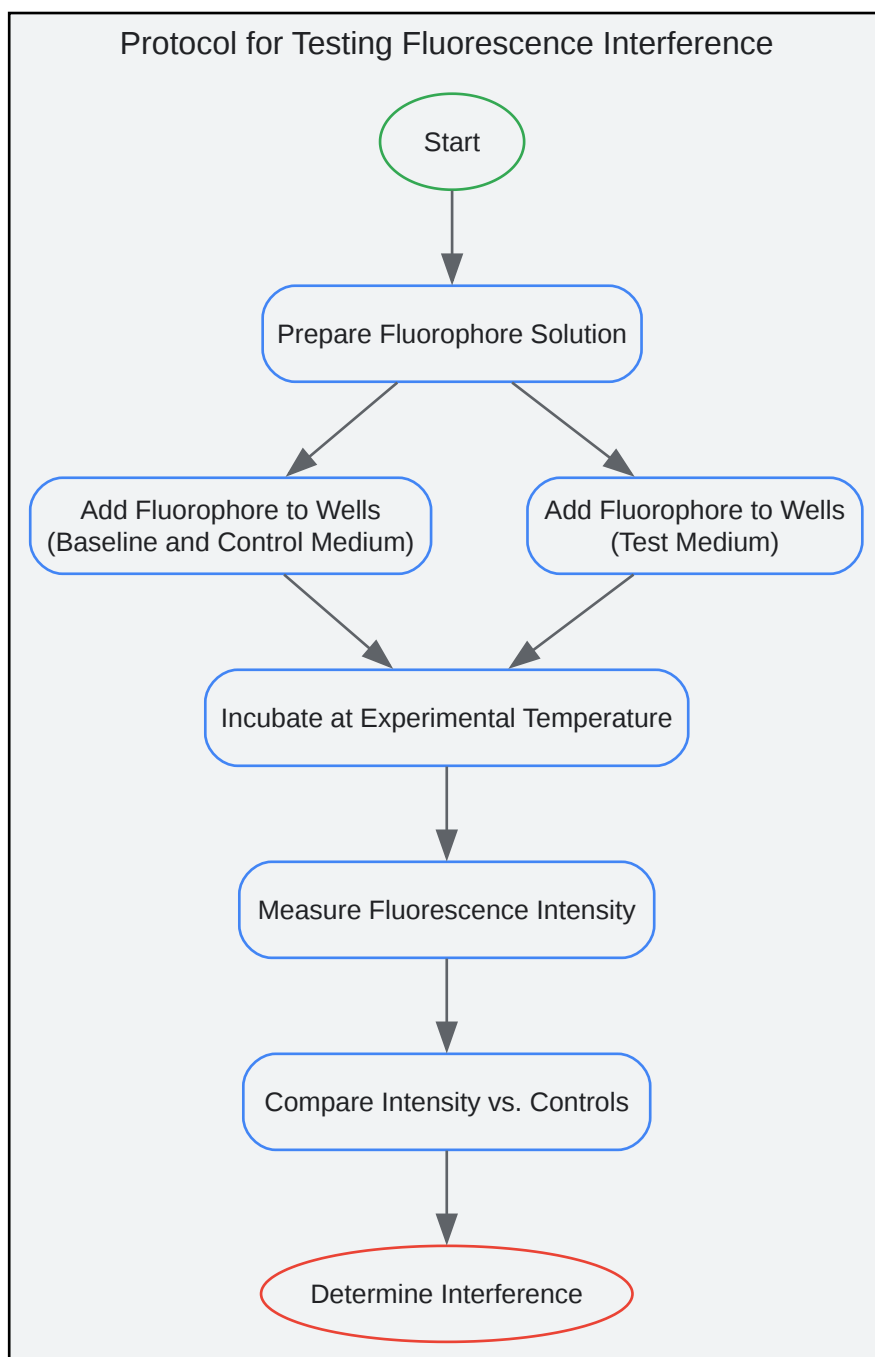 Protocol for Testing Fluorescence Interference
Start
Prepare Fluorophore Solution
Add Fluorophore to Wells
(Baseline and Control Medium)
Add Fluorophore to Wells
(Test Medium)
Incubate at Experimental Temperature
Measure Fluorescence Intensity
Compare Intensity vs. Controls
Determine Interference